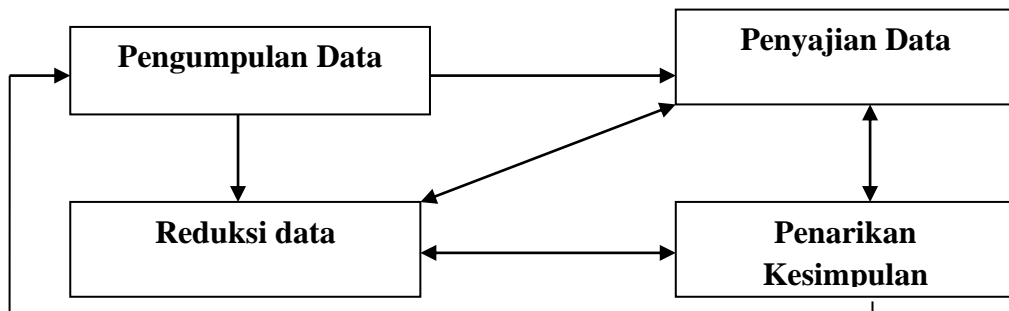 Pengumpulan Data
Penyajian Data
Reduksi data
Penarikan
Kesimpulan